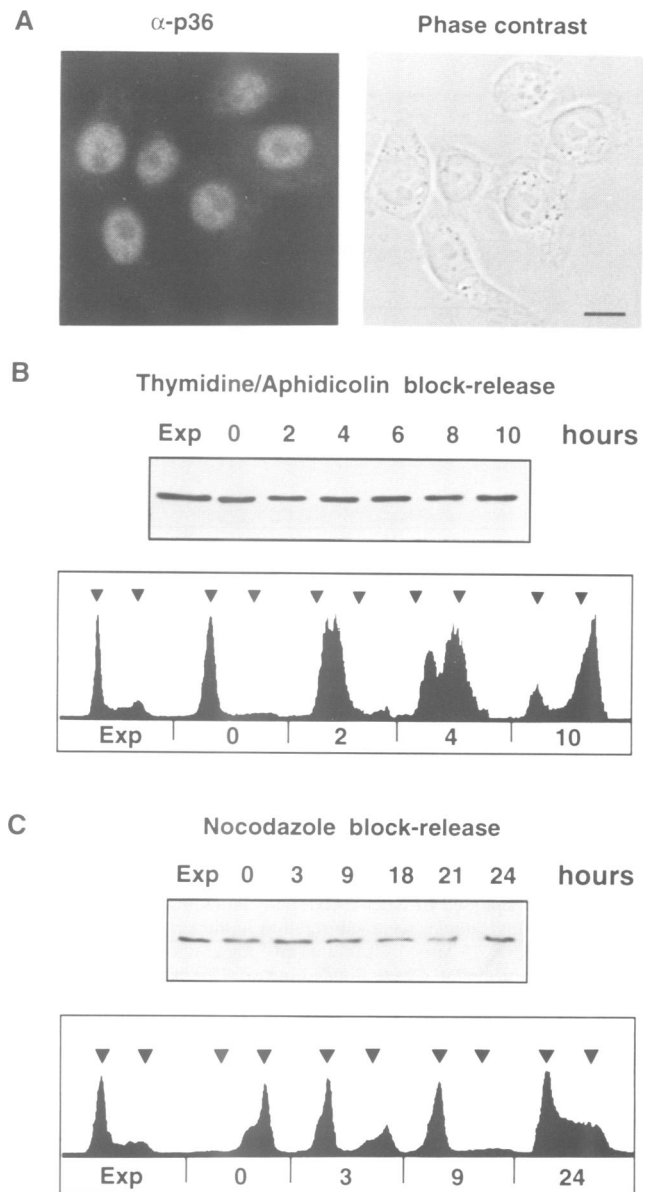 A
α-p36
Phase contrast
B
Thymidine/Aphidicolin block-release
Exp 0 2 4 6 8 10 hours
Exp 0 2 4 10
C
Nocodazole block-release
Exp 0 3 9 18 21 24 hours
Exp 0 3 9 24